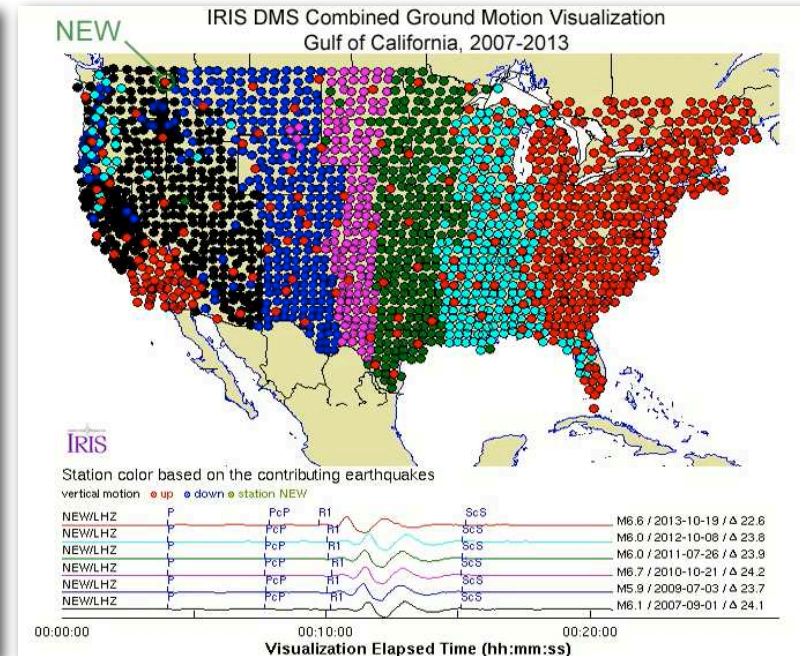 IRIS DMS Combined Ground Motion Visualization
Gulf of California, 2007-2013
NEW
IRIS
Station color based on the contributing earthquakes
vertical motion up down station NEW
NEW/LHZ P PcP R1 ScS M6.6 / 2013-10-19 / Δ 22.6
NEW/LHZ P PcP R1 ScS M6.0 / 2012-10-08 / Δ 23.8
NEW/LHZ P PcP R1 ScS M6.0 / 2011-07-26 / Δ 23.9
NEW/LHZ P PcP R1 ScS M6.7 / 2010-10-21 / Δ 24.2
NEW/LHZ P PcP R1 ScS M5.9 / 2009-07-03 / Δ 23.7
NEW/LHZ P PcP R1 ScS M6.1 / 2007-09-01 / Δ 24.1
00:00:00 00:10:00 00:20:00
Visualization Elapsed Time (hh:mm:ss)